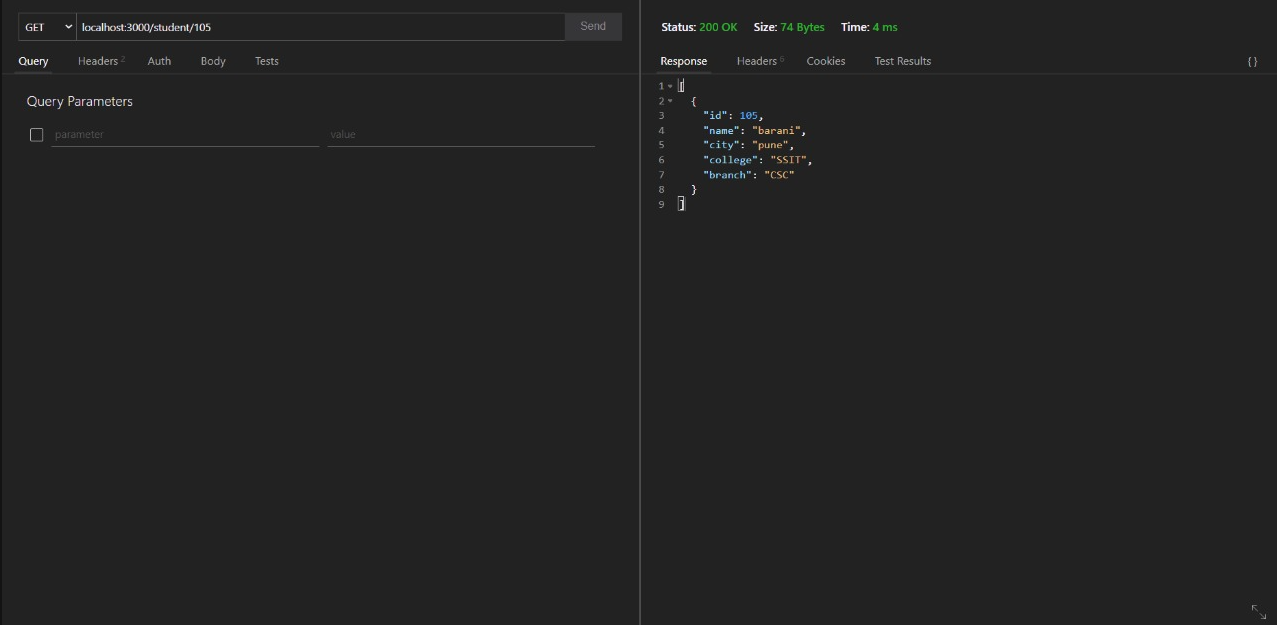 GET localhost:3000/student/105 Send
Query Headers 2 Auth Body Tests
Query Parameters
parameter value
Status: 200 OK Size: 74 Bytes Time: 4 ms
Response Headers 6 Cookies Test Results { }
1 [
2 {
3 "id": 105,
4 "name": "barani",
5 "city": "pune",
6 "college": "SSIT",
7 "branch": "CSC"
8 }
9 ]